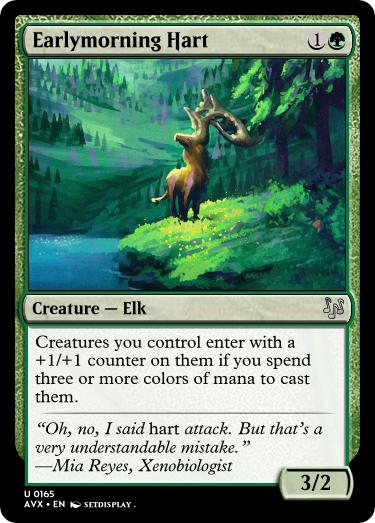 Earlymorning Hart 1
Creature — Elk
Creatures you control enter with a
+1/+1 counter on them if you spend
three or more colors of mana to cast
them.
“Oh, no, I said hart attack. But that’s a
very understandable mistake.”
—Mia Reyes, Xenobiologist
3/2
U 0165
AVX • EN SETDISPLAY .